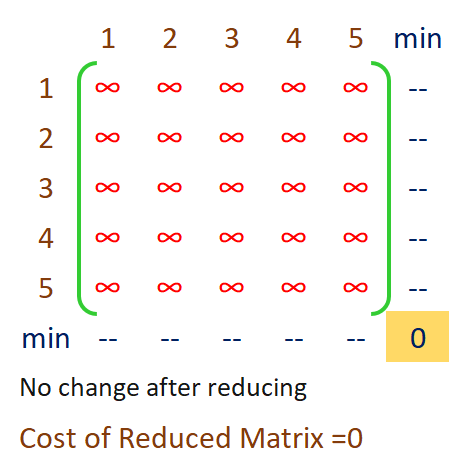 1 2 3 4 5 min
1 ∞ ∞ ∞ ∞ ∞ --
2 ∞ ∞ ∞ ∞ ∞ --
3 ∞ ∞ ∞ ∞ ∞ --
4 ∞ ∞ ∞ ∞ ∞ --
5 ∞ ∞ ∞ ∞ ∞ --
min -- -- -- -- -- 0
No change after reducing
Cost of Reduced Matrix =0